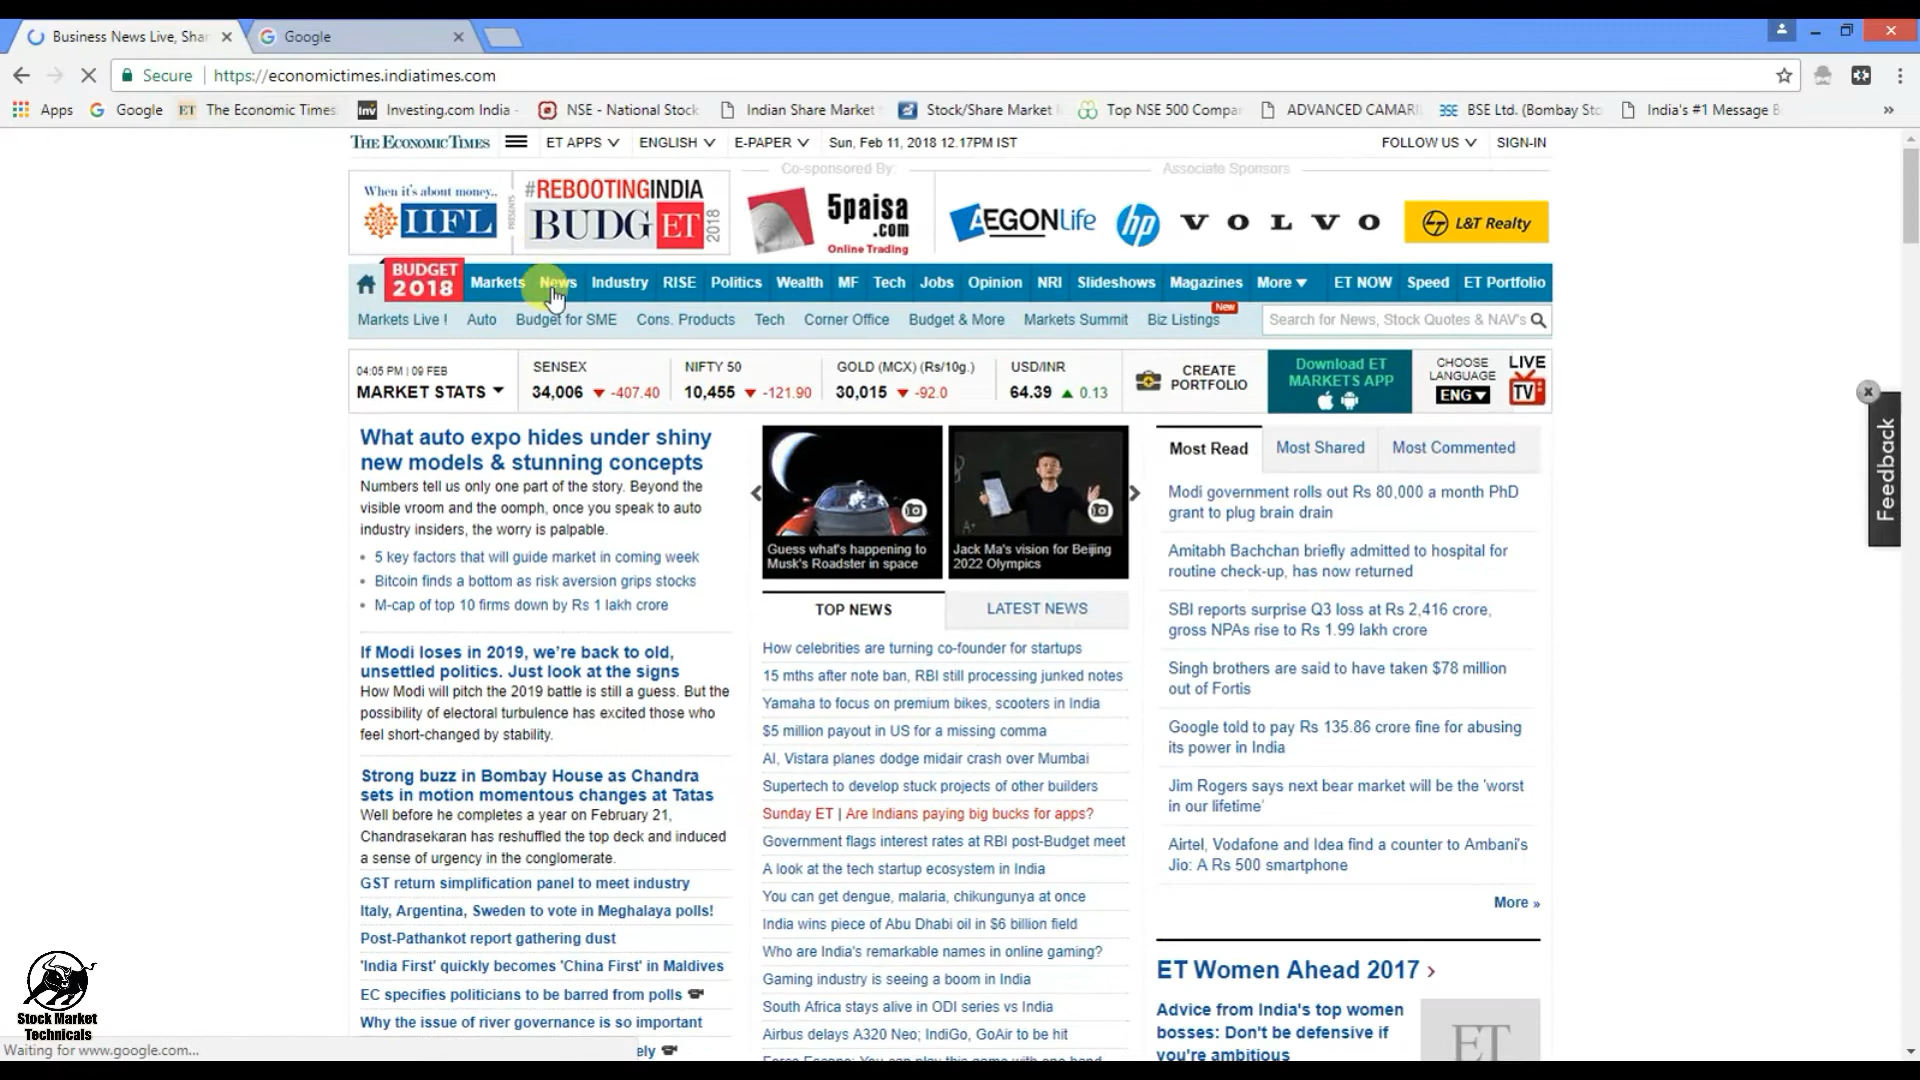 Business News Live, Shar
Google
Secure
https://economictimes.indiatimes.com
Apps
Google
ET The Economic Times
Inv Investing.com India -
NSE - National Stock
Indian Share Market
Stock/Share Market
Top NSE 500 Compa
ADVANCED CAMARI
BSE Ltd. (Bombay Sto
India's #1 Message B
»
THE ECONOMIC TIMES
ET APPS
ENGLISH
E-PAPER
Sun, Feb 11, 2018 12.17PM IST
FOLLOW US
SIGN-IN
Co-sponsored By:
Associate Sponsors
When it's about money..
IIFL
PRESENTS
#REBOOTINGINDIA
BUDGET
2018
5paisa
.com
Online Trading
AEGONLife
hp
VOLVO
L&T Realty
BUDGET
2018
Markets
News
Industry
RISE
Politics
Wealth
MF
Tech
Jobs
Opinion
NRI
Slideshows
Magazines
More
ET NOW
Speed
ET Portfolio
Markets Live !
Auto
Budget for SME
Cons. Products
Tech
Corner Office
Budget & More
Markets Summit
Biz Listings
New
Search for News, Stock Quotes & NAV's
04:05 PM | 09 FEB
MARKET STATS
SENSEX
34,006 -407.40
NIFTY 50
10,455 -121.90
GOLD (MCX) (Rs/10g.)
30,015 -92.0
USD/INR
64.39 0.13
CREATE
PORTFOLIO
Download ET
MARKETS APP
CHOOSE
LANGUAGE
ENG
LIVE
TV
Feedback
What auto expo hides under shiny
new models & stunning concepts
Numbers tell us only one part of the story. Beyond the
visible vroom and the oomph, once you speak to auto
industry insiders, the worry is palpable.
5 key factors that will guide market in coming week
Bitcoin finds a bottom as risk aversion grips stocks
M-cap of top 10 firms down by Rs 1 lakh crore
If Modi loses in 2019, we're back to old,
unsettled politics. Just look at the signs
How Modi will pitch the 2019 battle is still a guess. But the
possibility of electoral turbulence has excited those who
feel short-changed by stability.
Strong buzz in Bombay House as Chandra
sets in motion momentous changes at Tatas
Well before he completes a year on February 21,
Chandrasekaran has reshuffled the top deck and induced
a sense of urgency in the conglomerate.
GST return simplification panel to meet industry
Italy, Argentina, Sweden to vote in Meghalaya polls!
Post-Pathankot report gathering dust
'India First' quickly becomes 'China First' in Maldives
EC specifies politicians to be barred from polls
Why the issue of river governance is so important
ely
Guess what's happening to
Musk's Roadster in space
Jack Ma's vision for Beijing
2022 Olympics
TOP NEWS
LATEST NEWS
How celebrities are turning co-founder for startups
15 mths after note ban, RBI still processing junked notes
Yamaha to focus on premium bikes, scooters in India
$5 million payout in US for a missing comma
AI, Vistara planes dodge midair crash over Mumbai
Supertech to develop stuck projects of other builders
Sunday ET | Are Indians paying big bucks for apps?
Government flags interest rates at RBI post-Budget meet
A look at the tech startup ecosystem in India
You can get dengue, malaria, chikungunya at once
India wins piece of Abu Dhabi oil in $6 billion field
Who are India's remarkable names in online gaming?
Gaming industry is seeing a boom in India
South Africa stays alive in ODI series vs India
Airbus delays A320 Neo; IndiGo, GoAir to be hit
Most Read
Most Shared
Most Commented
Modi government rolls out Rs 80,000 a month PhD
grant to plug brain drain
Amitabh Bachchan briefly admitted to hospital for
routine check-up, has now returned
SBI reports surprise Q3 loss at Rs 2,416 crore,
gross NPAs rise to Rs 1.99 lakh crore
Singh brothers are said to have taken $78 million
out of Fortis
Google told to pay Rs 135.86 crore fine for abusing
its power in India
Jim Rogers says next bear market will be the 'worst
in our lifetime'
Airtel, Vodafone and Idea find a counter to Ambani's
Jio: A Rs 500 smartphone
More »
ET Women Ahead 2017 ›
Advice from India's top women
bosses: Don't be defensive if
you're ambitious
ET
Stock Market
Technicals
Waiting for www.google.com...